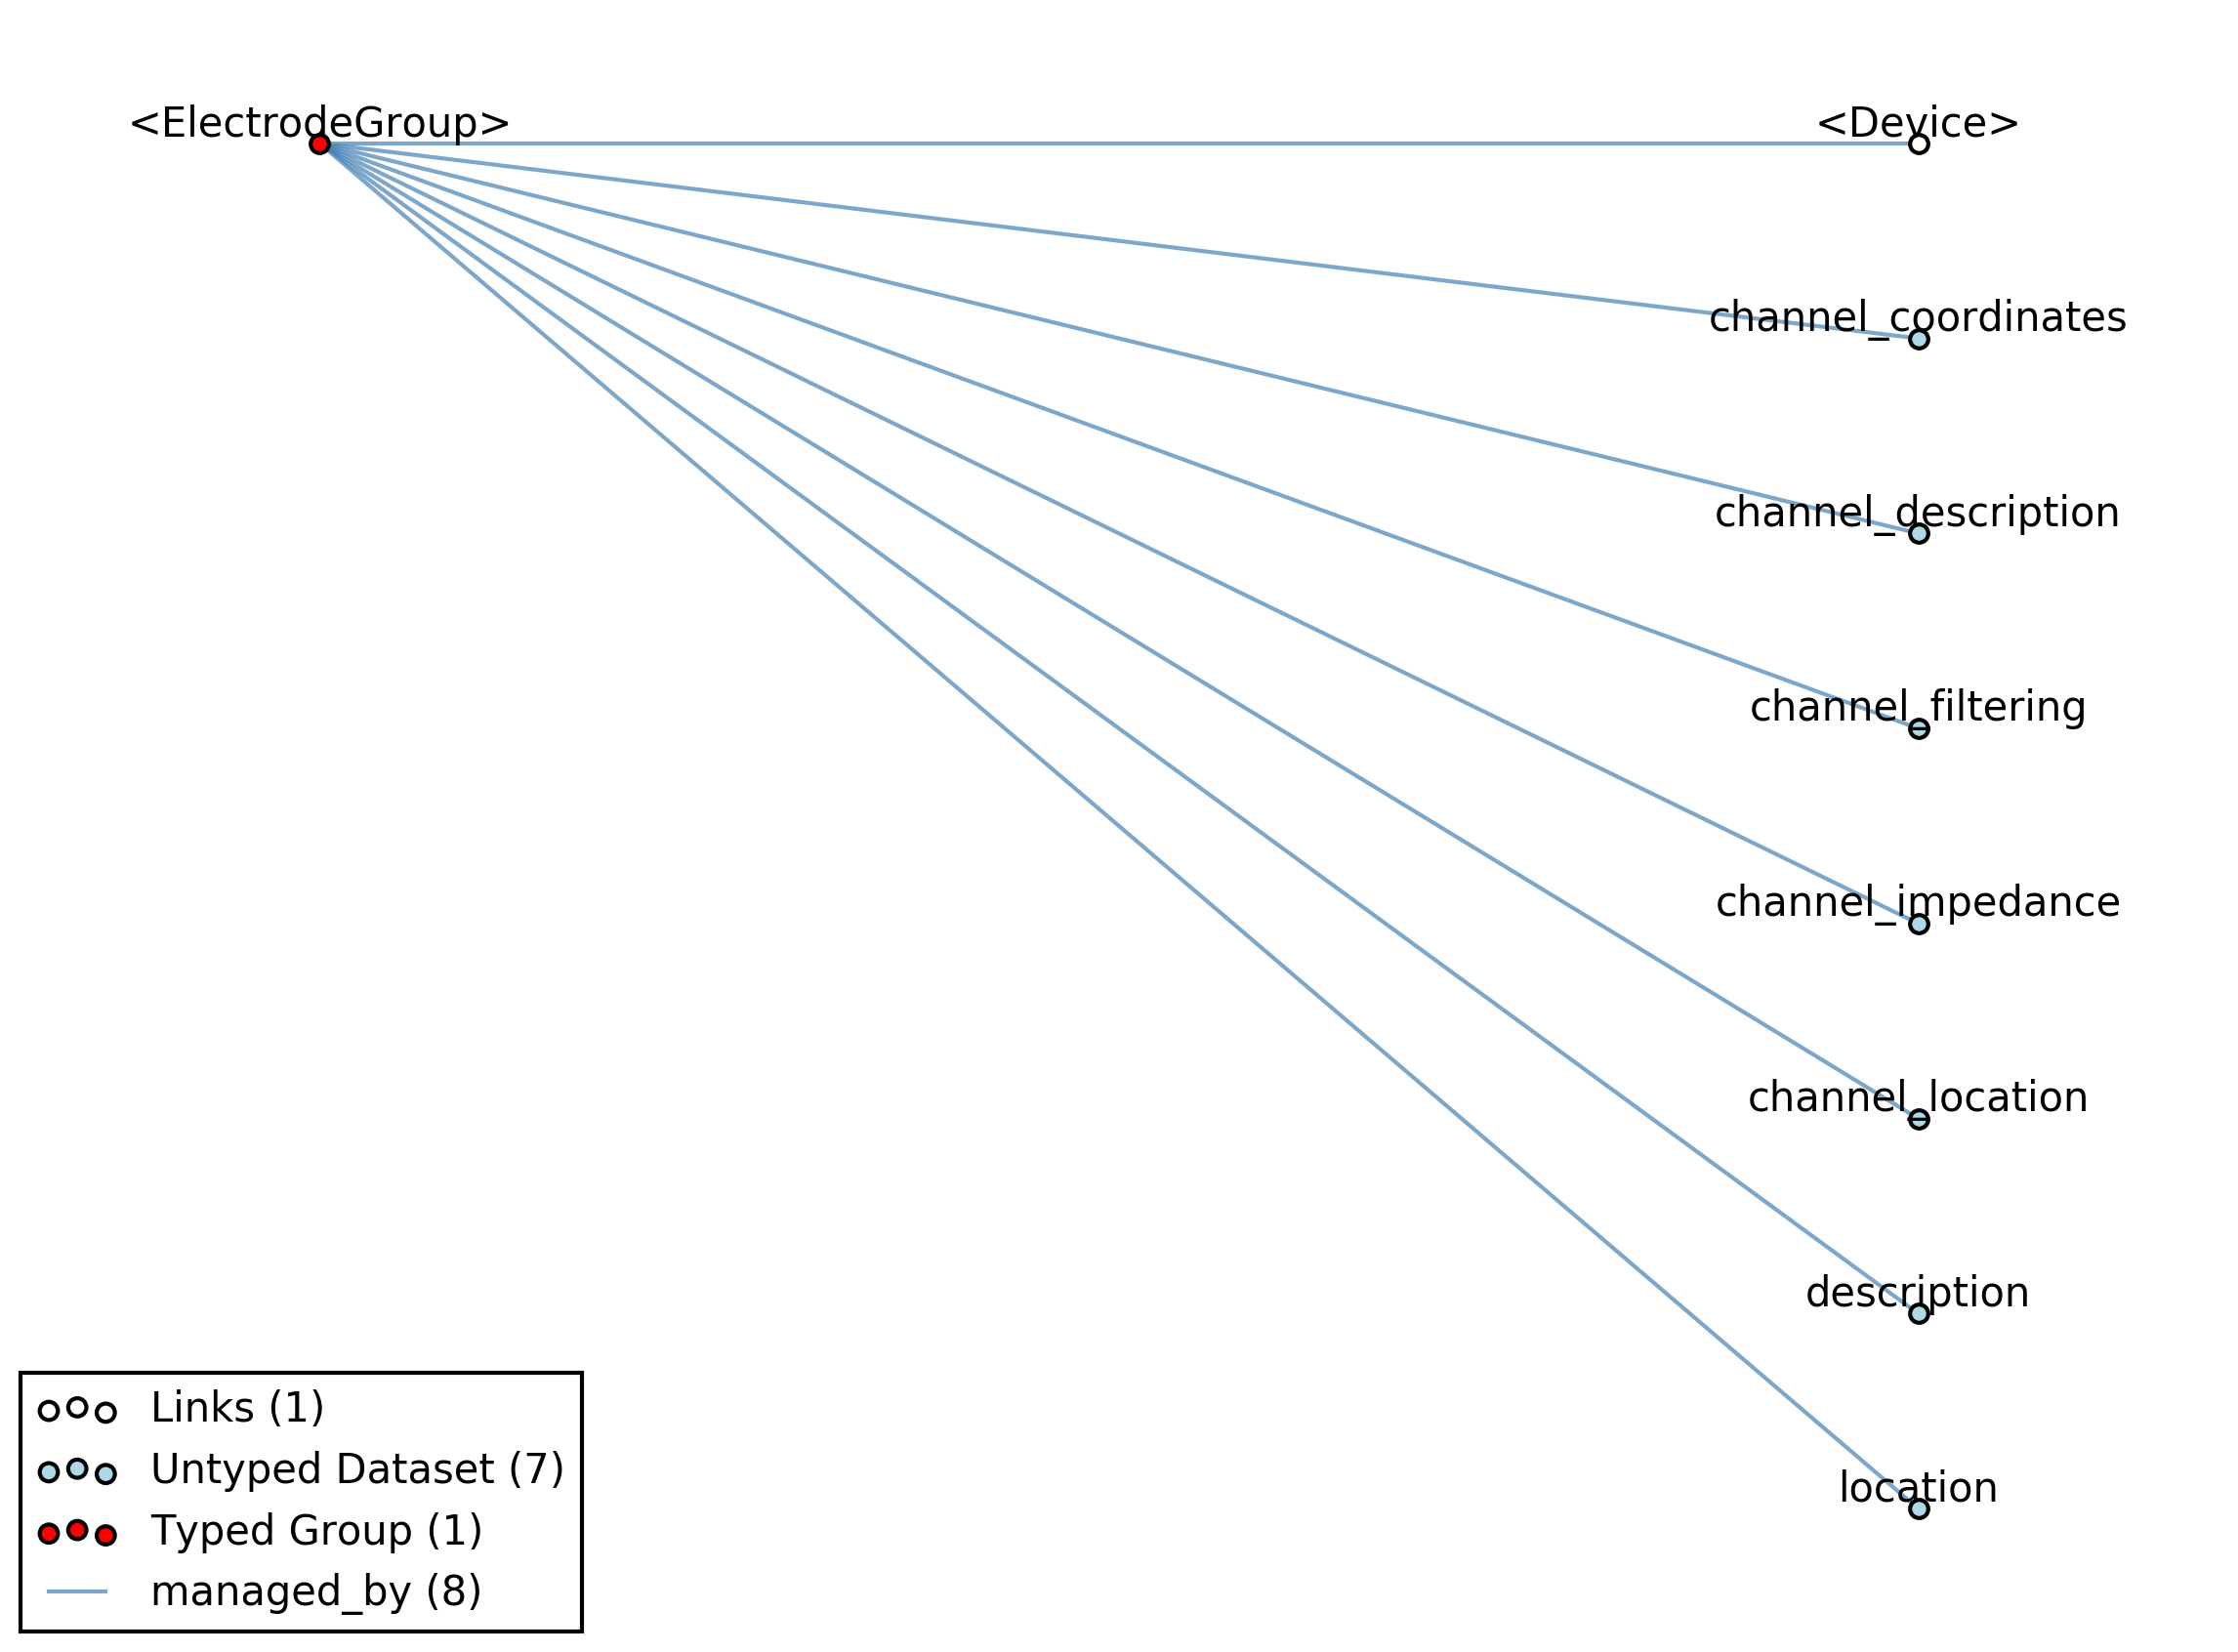 <ElectrodeGroup>
<Device>
channel_coordinates
channel_description
channel_filtering
channel_impedance
channel_location
description
location
Links (1)
Untyped Dataset (7)
Typed Group (1)
managed_by (8)